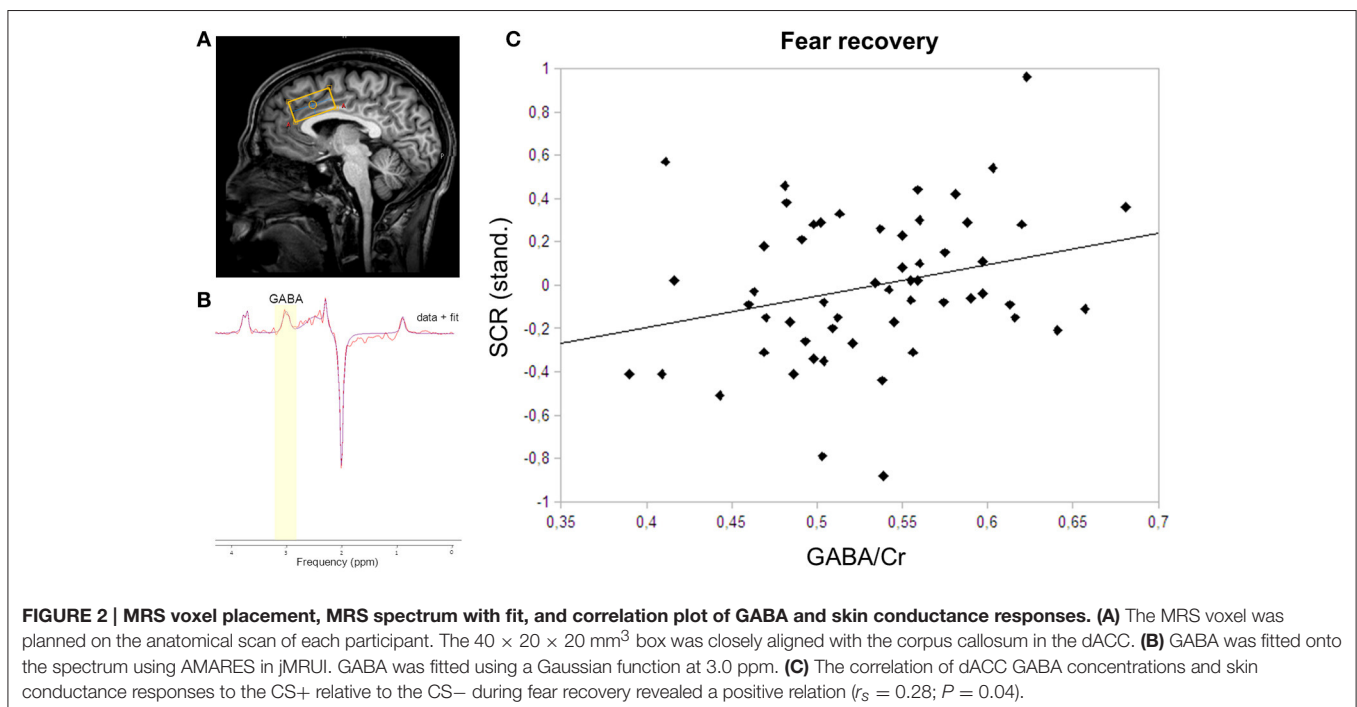 A
C
Fear recovery
1
0,8
0,6
0,4
0,2
0
-0,2
-0,4
-0,6
-0,8
-1
SCR (stand.)
0,35
0,4
0,45
0,5
0,55
0,6
0,65
0,7
GABA/Cr
B
GABA
data + fit
4
3
2
1
0
Frequency (ppm)
FIGURE 2 | MRS voxel placement, MRS spectrum with fit, and correlation plot of GABA and skin conductance responses. (A) The MRS voxel was
planned on the anatomical scan of each participant. The 40 × 20 × 20 mm³ box was closely aligned with the corpus callosum in the dACC. (B) GABA was fitted onto
the spectrum using AMARES in jMRUI. GABA was fitted using a Gaussian function at 3.0 ppm. (C) The correlation of dACC GABA concentrations and skin
conductance responses to the CS+ relative to the CS− during fear recovery revealed a positive relation (rₛ = 0.28; P = 0.04).